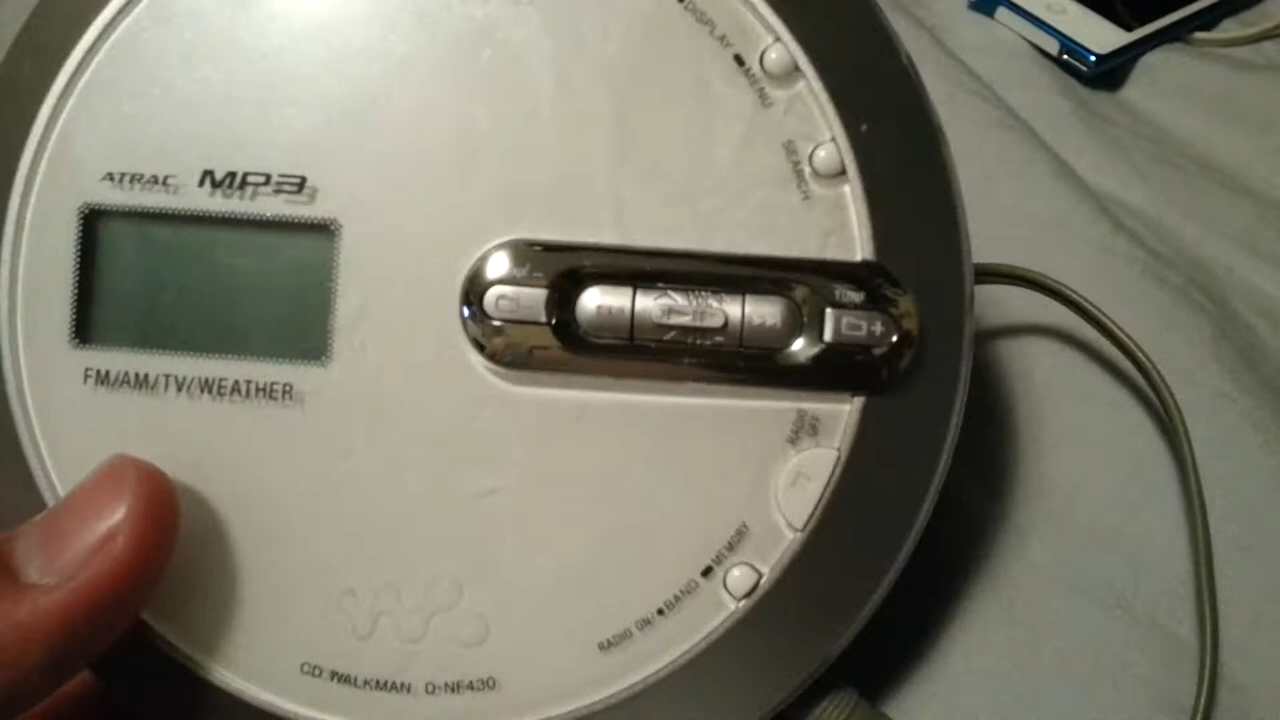 DISPLAY MENU
SEARCH
ATRAC MP3
TUNE
+
FM/AM/TV/WEATHER
RADIO
OFF
RADIO ON/ BAND MEMORY
CD WALKMAN D-NF430